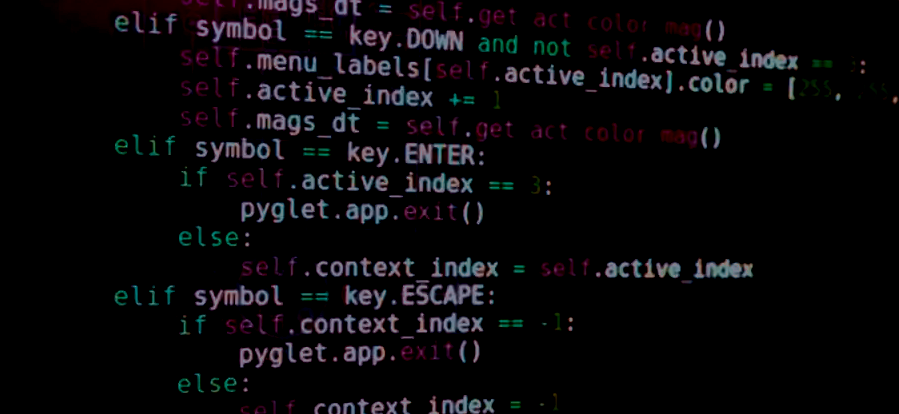 self.mags_dt = self.get_act_color_mag()
elif symbol == key.DOWN and not self.active_index == 3:
self.menu_labels[self.active_index].color = [255, 255,
self.active_index += 1
self.mags_dt = self.get_act_color_mag()
elif symbol == key.ENTER:
if self.active_index == 3:
pyglet.app.exit()
else:
self.context_index = self.active_index
elif symbol == key.ESCAPE:
if self.context_index == -1:
pyglet.app.exit()
else:
self.context_index = -1